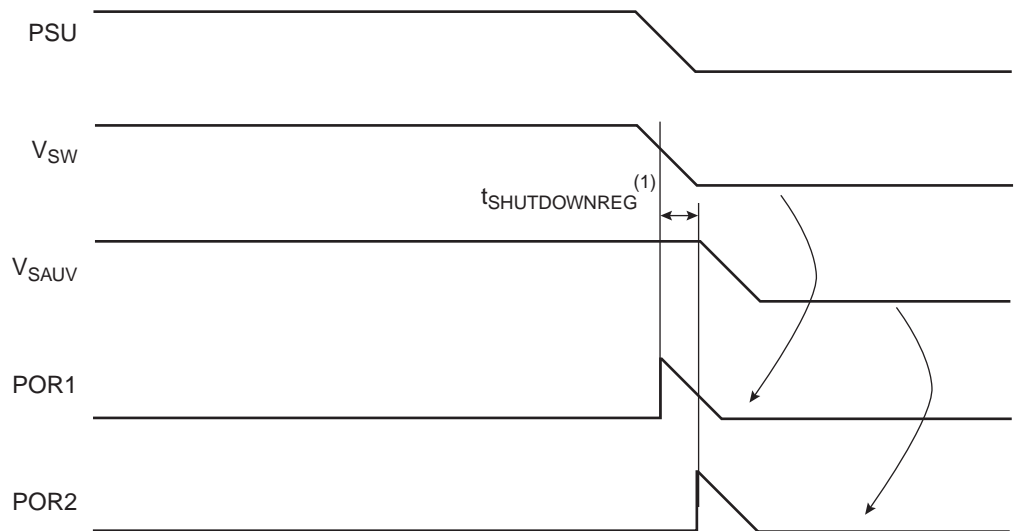 PSU
VSW
tSHUTDOWNREG(1)
VSAUV
POR1
POR2